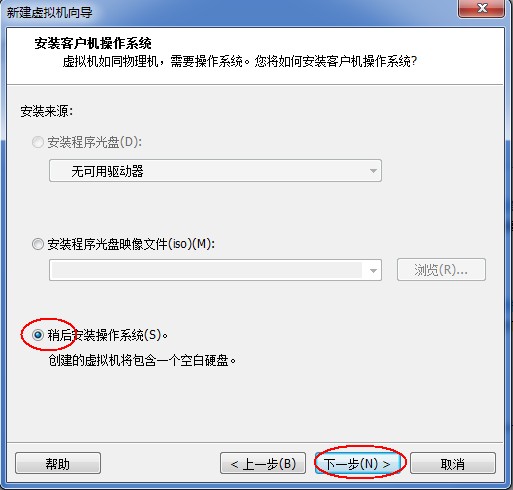 新建虚拟机向导
安装客户机操作系统
虚拟机如同物理机，需要操作系统。您将如何安装客户机操作系统?
安装来源:
安装程序光盘(D):
无可用驱动器
安装程序光盘映像文件(iso)(M):
浏览(R)...
稍后安装操作系统(S)。
创建的虚拟机将包含一个空白硬盘。
帮助
< 上一步(B)
下一步(N) >
取消